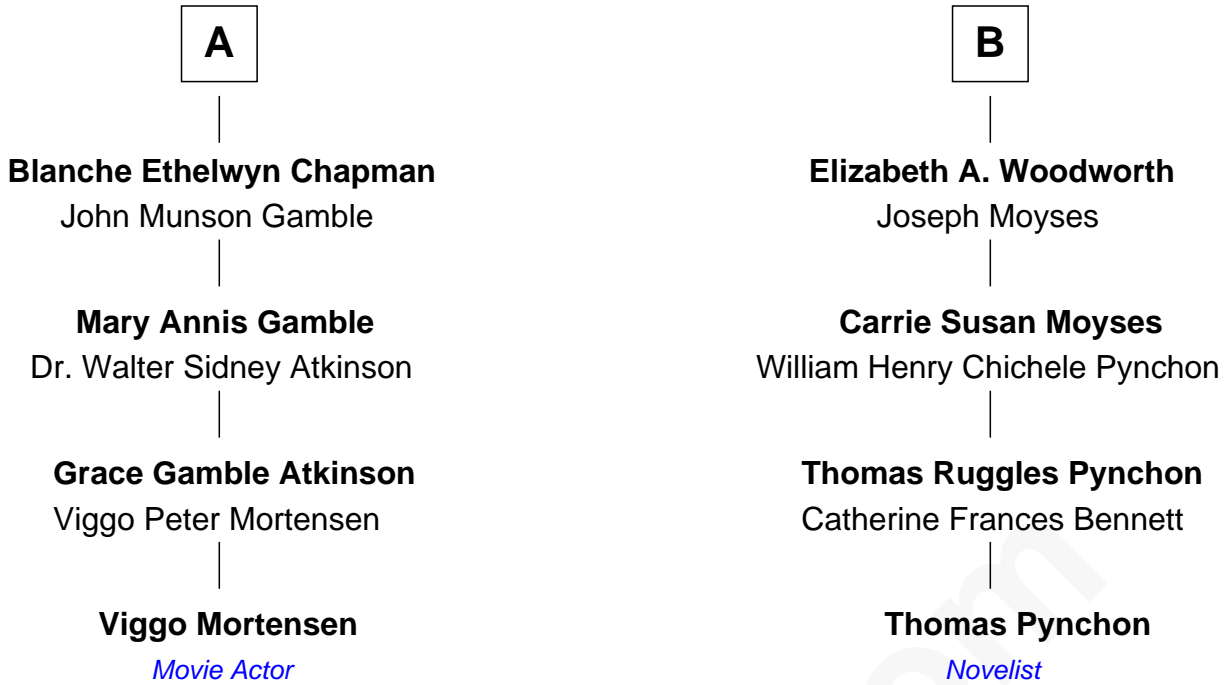 A
Blanche Ethelwyn Chapman
John Munson Gamble
Mary Annis Gamble
Dr. Walter Sidney Atkinson
Grace Gamble Atkinson
Viggo Peter Mortensen
Viggo Mortensen
Movie Actor
B
Elizabeth A. Woodworth
Joseph Moyses
Carrie Susan Moyses
William Henry Chichele Pynchon
Thomas Ruggles Pynchon
Catherine Frances Bennett
Thomas Pynchon
Novelist